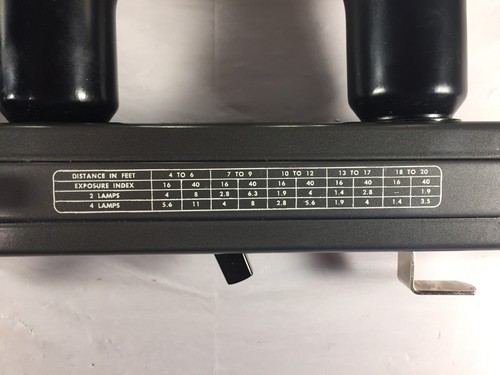 DISTANCE IN FEET 4 TO 6 7 TO 9 10 TO 12 13 TO 17 18 TO 20
EXPOSURE INDEX 16 40 16 40 16 40 16 40 16 40
2 LAMPS 4 8 2.8 6.3 1.9 4 1.4 2.8 -- 1.9
4 LAMPS 5.6 11 4 8 2.8 5.6 1.9 4 1.4 3.5